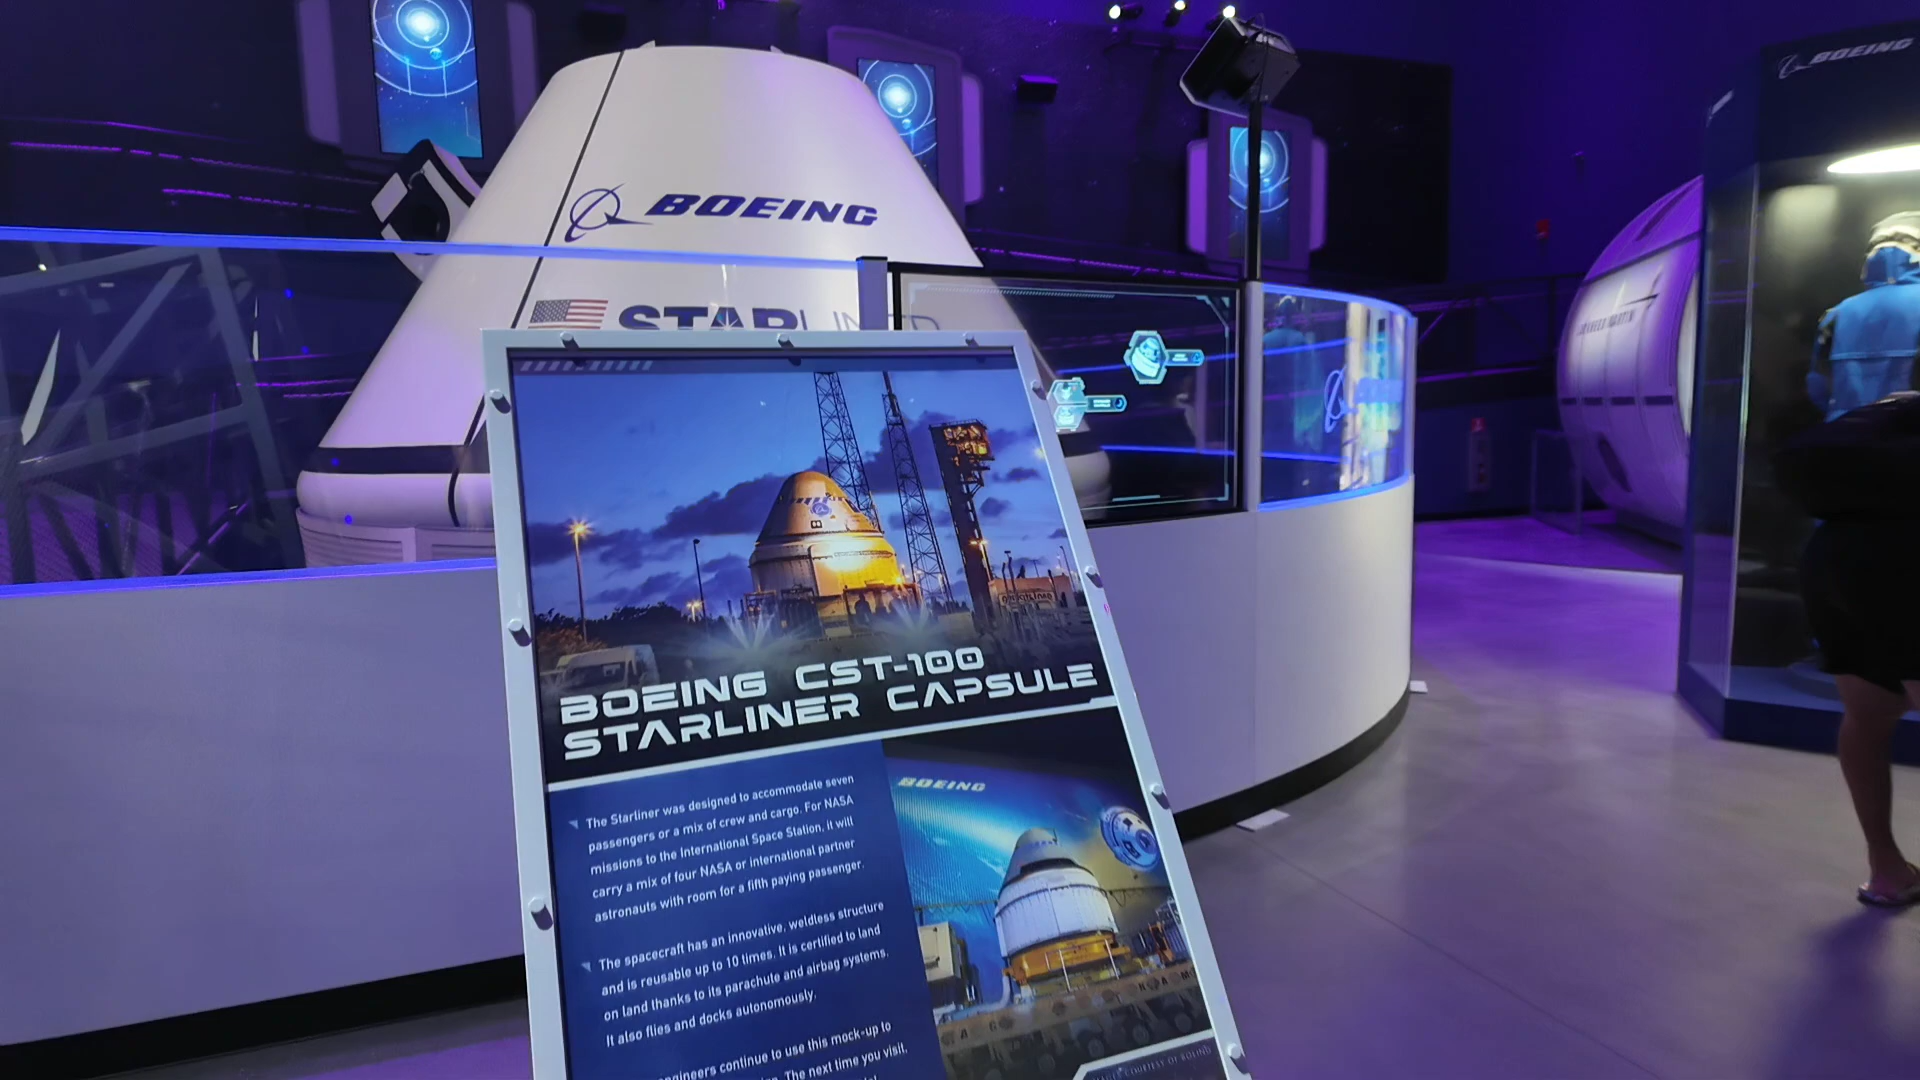 BOEING
BOEING
STARLINER
BOEING CST-100
STARLINER CAPSULE
The Starliner was designed to accommodate seven
passengers or a mix of crew and cargo. For NASA
missions to the International Space Station, it will
carry a mix of four NASA or international partner
astronauts with room for a fifth paying passenger.
The spacecraft has an innovative, weldless structure
and is reusable up to 10 times. It is certified to land
on land thanks to its parachute and airbag systems.
It also flies and docks autonomously.
engineers continue to use this mock-up to
The next time you visit,
BOEING
COURTESY OF BOEING